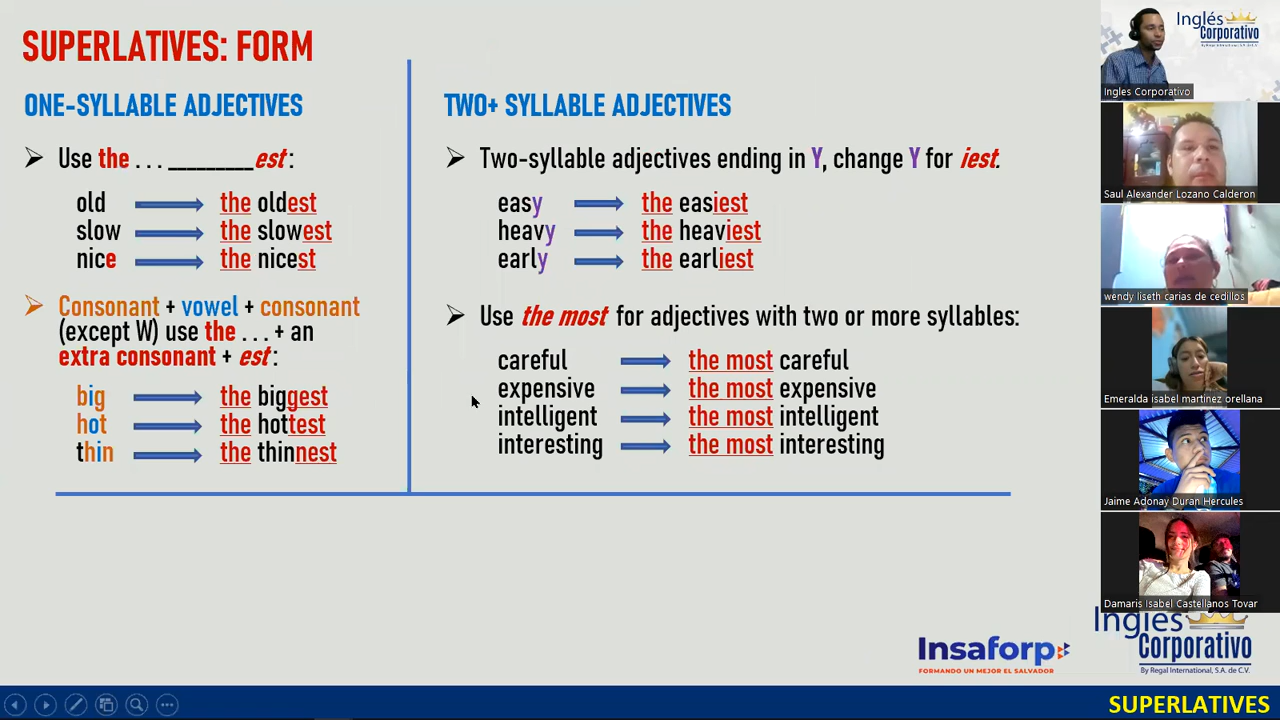 SUPERLATIVES: FORM
ONE-SYLLABLE ADJECTIVES
Use the . . . _________est :
old the oldest
slow the slowest
nice the nicest
Consonant + vowel + consonant
(except W) use the . . . + an
extra consonant + est :
big the biggest
hot the hottest
thin the thinnest
TWO+ SYLLABLE ADJECTIVES
Two-syllable adjectives ending in Y, change Y for iest.
easy the easiest
heavy the heaviest
early the earliest
Use the most for adjectives with two or more syllables:
careful the most careful
expensive the most expensive
intelligent the most intelligent
interesting the most interesting
Inglés
Corporativo
By Regal International, S.A. de C.V.
Ingles Corporativo
Saul Alexander Lozano Calderon
wendy liseth carias de cedillos
Emeralda isabel martinez orellana
Jaime Adonay Duran Hercules
Damaris Isabel Castellanos Tovar
Insaforp
FORMANDO UN MEJOR EL SALVADOR
Inglés
Corporativo
By Regal International, S.A. de C.V.
SUPERLATIVES